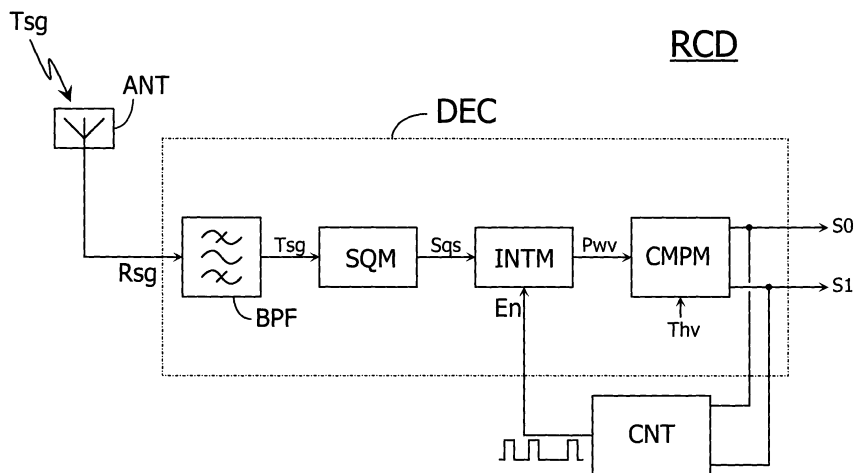 Tsg
RCD
ANT
DEC
Rsg
BPF
Tsg
SQM
Sqs
INTM
En
Pwv
CMPM
Thv
S0
S1
CNT